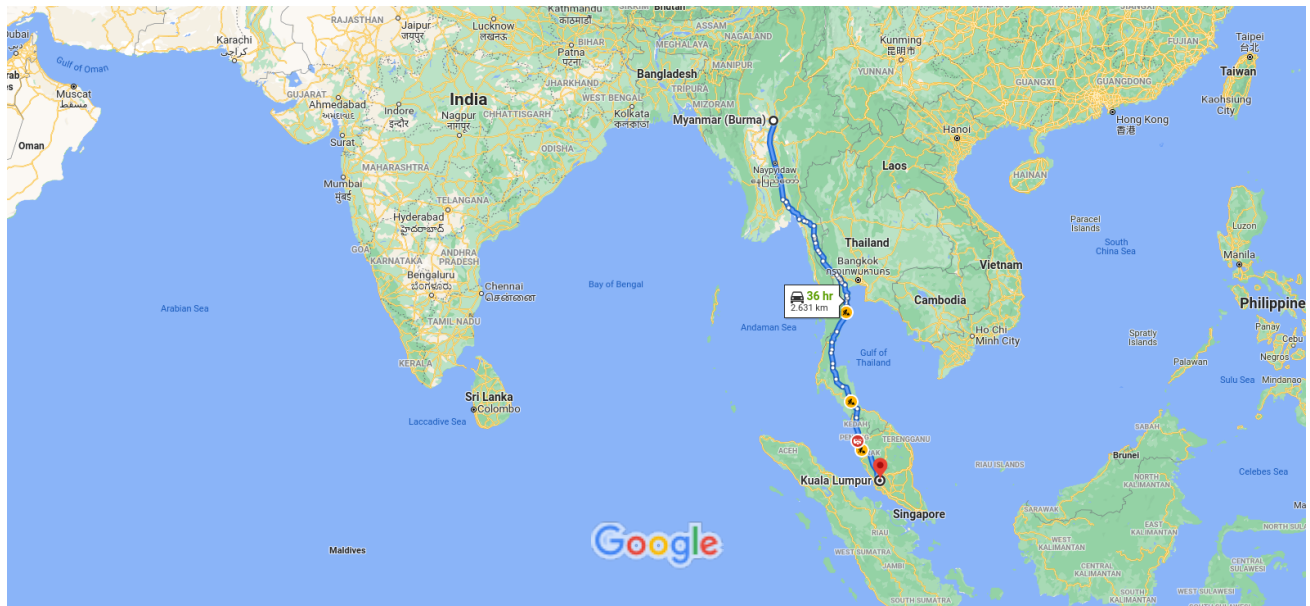 Kathmandu
काठमाडौं
SIKKIM
Bhutan
Dubai
RAJASTHAN
Jaipur
जयपुर
Lucknow
लखनऊ
ASSAM
NAGALAND
JIANGXI
Karachi
کراچی
BIHAR
Patna
पटना
MEGHALAYA
Kunming
昆明市
FUJIAN
Taipei
台北
Gulf of Oman
MANIPUR
Bangladesh
YUNNAN
Taiwan
Muscat
مسقط
GUJARAT
Ahmedabad
Indore
इन्दौर
India
JHARKHAND
TRIPURA
GUANGXI
GUANGDONG
WEST BENGAL
MIZORAM
Kaohsiung
City
Nagpur
नागपूर
CHHATTISGARH
Kolkata
Myanmar (Burma)
Hong Kong
香港
Hanoi
Oman
Surat
ODISHA
Laos
MAHARASHTRA
Naypyidaw
HAINAN
Mumbai
मुंबई
TELANGANA
Hyderabad
Paracel
Islands
Luzon
GOA
KARNATAKA
ANDHRA
PRADESH
Thailand
South
China Sea
Manila
Bangkok
กรุงเทพมหานคร
Vietnam
Bengaluru
ಬೆಂಗಳೂರು
Chennai
சென்னை
Bay of Bengal
36 hr
2.631 km
Cambodia
Philippine
Arabian Sea
TAMIL NADU
Andaman Sea
Ho Chi
Minh City
Spratly
Islands
Panay
Cebu
Gulf of
Thailand
Negros
KERALA
Palawan
Sulu Sea
Mindanao
Sri Lanka
Colombo
Laccadive Sea
KEDAH
SABAH
ACEH
TERENGGANU
Brunei
RIAU ISLANDS
Celebes Sea
Kuala Lumpur
NORTH
KALIMANTAN
Singapore
SARAWAK
Ma
Google
RIAU
EAST
KALIMANTAN
NORTH SUL
Maldives
WEST SUMATRA
WEST
KALIMANTAN
JAMBI
CENTRAL
KALIMANTAN
CENTRAL
SULAWESI
SOUTH SUMATRA
SOUTH
KALIMANTAN
WEST SULAWESI